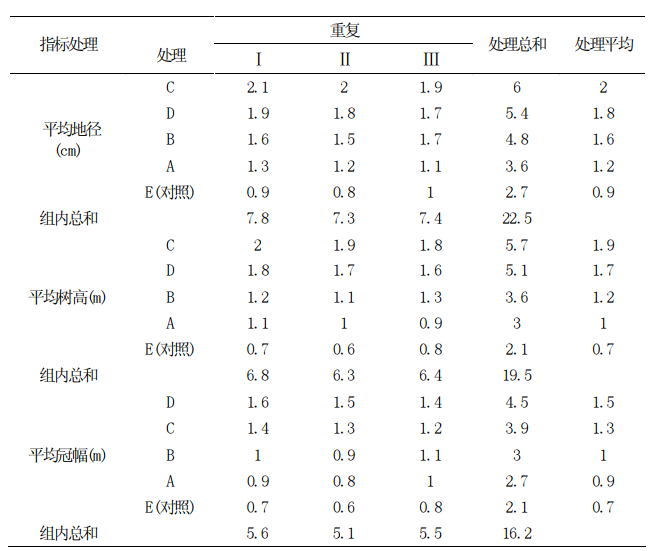 指标处理 处理 重复 处理总和 处理平均
Ⅰ Ⅱ Ⅲ
平均地径(cm) C 2.1 2 1.9 6 2
D 1.9 1.8 1.7 5.4 1.8
B 1.6 1.5 1.7 4.8 1.6
A 1.3 1.2 1.1 3.6 1.2
E(对照) 0.9 0.8 1 2.7 0.9
组内总和 7.8 7.3 7.4 22.5
平均树高(m) C 2 1.9 1.8 5.7 1.9
D 1.8 1.7 1.6 5.1 1.7
B 1.2 1.1 1.3 3.6 1.2
A 1.1 1 0.9 3 1
E(对照) 0.7 0.6 0.8 2.1 0.7
组内总和 6.8 6.3 6.4 19.5
平均冠幅(m) D 1.6 1.5 1.4 4.5 1.5
C 1.4 1.3 1.2 3.9 1.3
B 1 0.9 1.1 3 1
A 0.9 0.8 1 2.7 0.9
E(对照) 0.7 0.6 0.8 2.1 0.7
组内总和 5.6 5.1 5.5 16.2